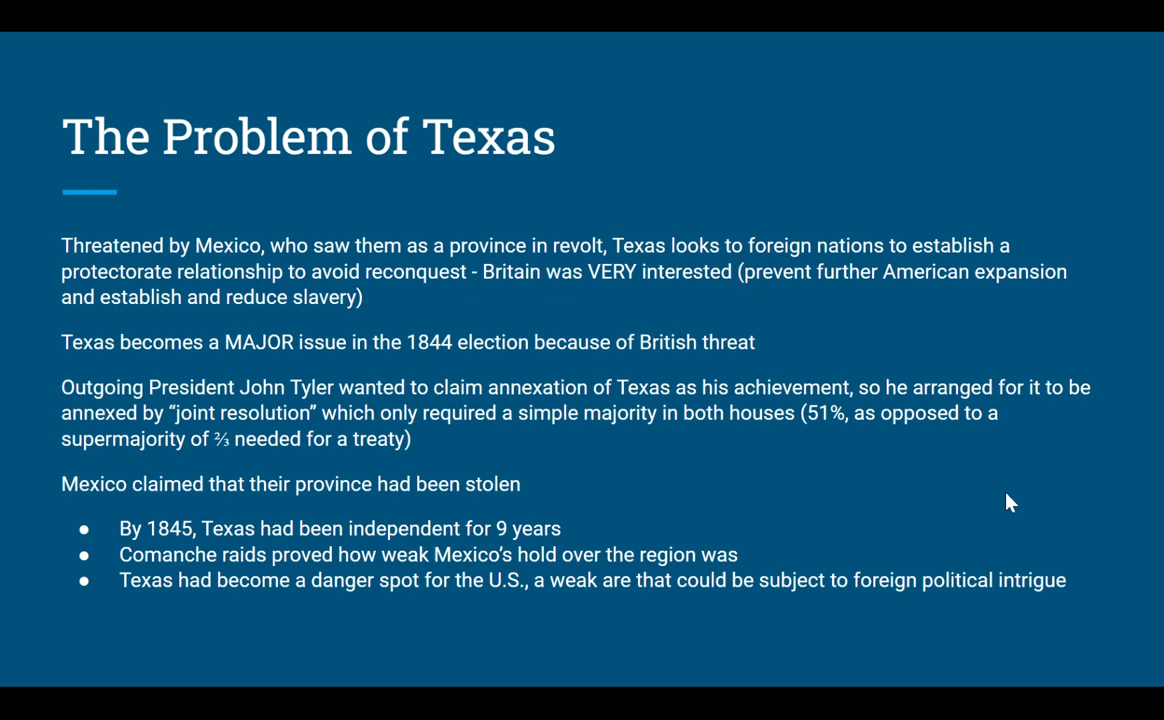 The Problem of Texas
Threatened by Mexico, who saw them as a province in revolt, Texas looks to foreign nations to establish a
protectorate relationship to avoid reconquest - Britain was VERY interested (prevent further American expansion
and establish and reduce slavery)
Texas becomes a MAJOR issue in the 1844 election because of British threat
Outgoing President John Tyler wanted to claim annexation of Texas as his achievement, so he arranged for it to be
annexed by “joint resolution” which only required a simple majority in both houses (51%, as opposed to a
supermajority of ⅔ needed for a treaty)
Mexico claimed that their province had been stolen
● By 1845, Texas had been independent for 9 years
● Comanche raids proved how weak Mexico’s hold over the region was
● Texas had become a danger spot for the U.S., a weak are that could be subject to foreign political intrigue